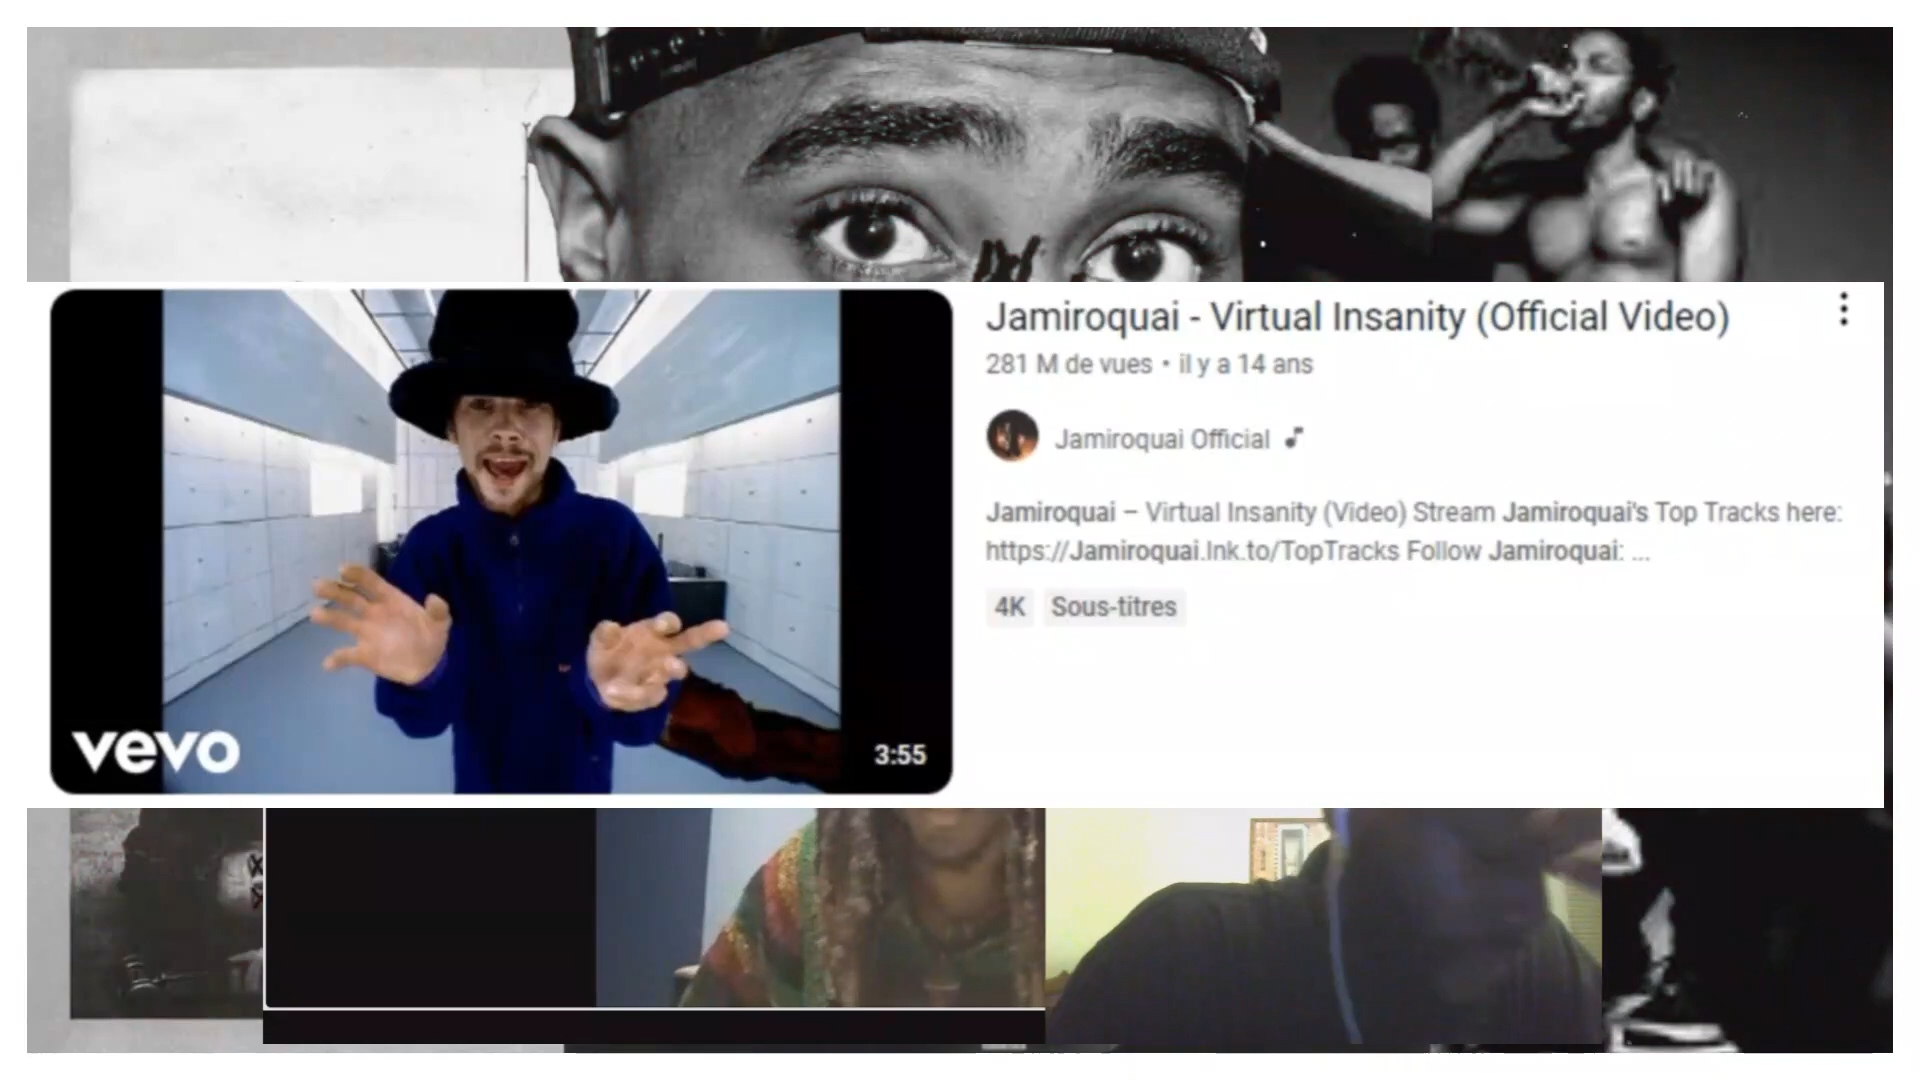 Jamiroquai - Virtual Insanity (Official Video)
281 M de vues • il y a 14 ans
Jamiroquai Official
Jamiroquai – Virtual Insanity (Video) Stream Jamiroquai's Top Tracks here:
https://Jamiroquai.lnk.to/TopTracks Follow Jamiroquai: ...
4K Sous-titres
vevo
3:55